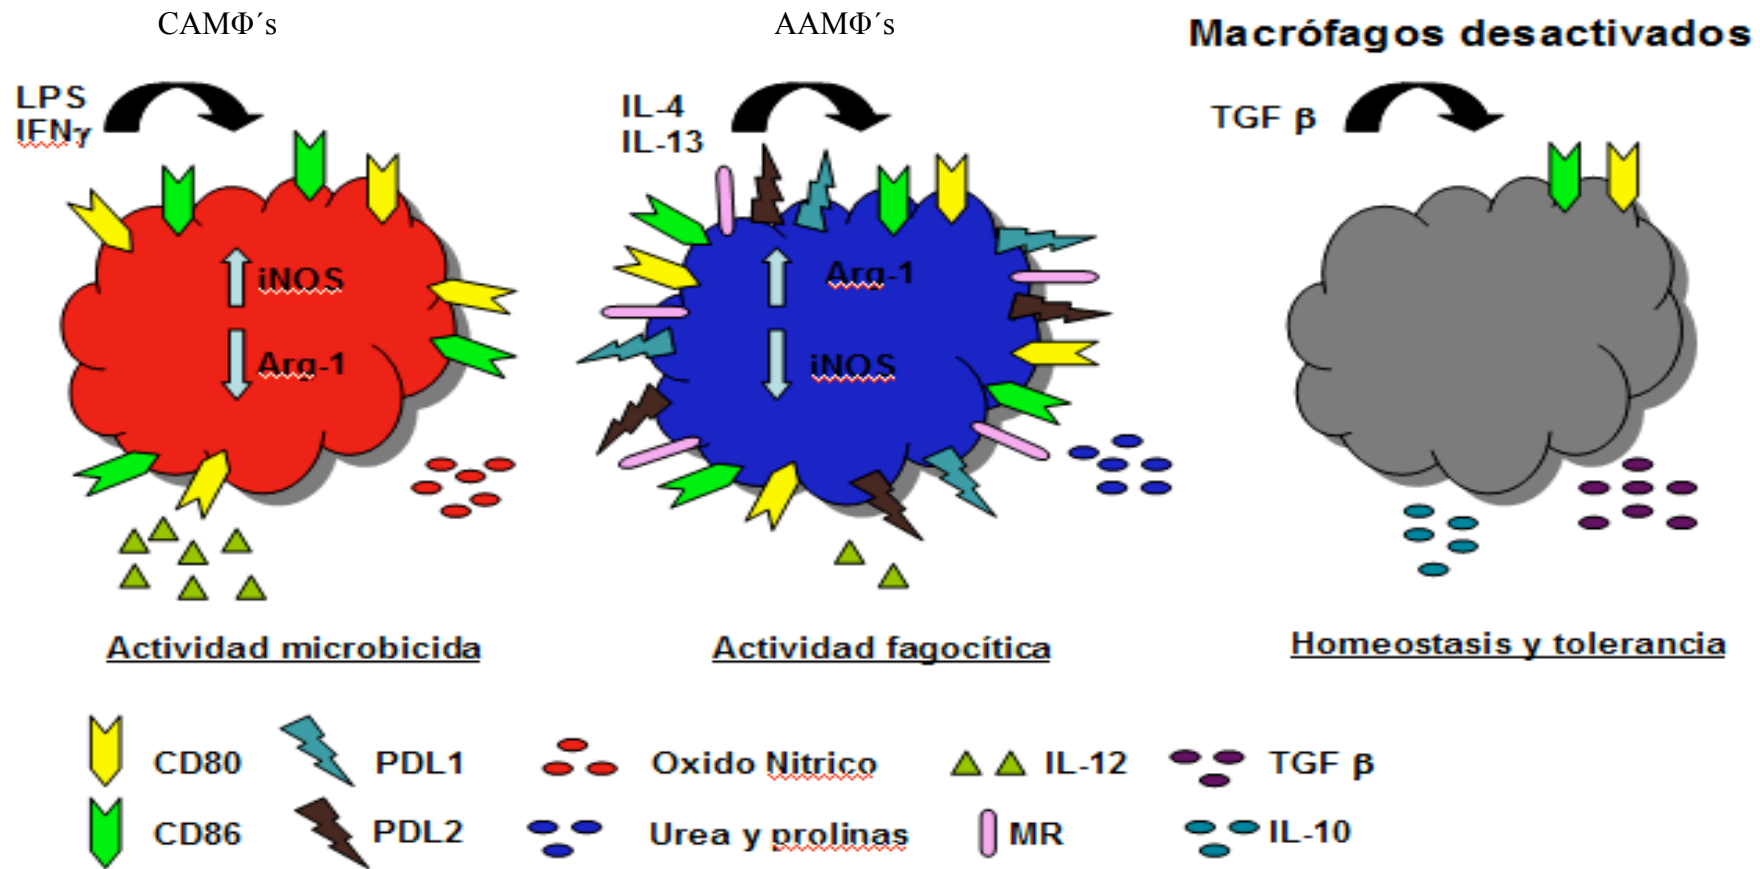 CAMΦ´s
AAMΦ´s
Macrófagos desactivados
LPS
IFNγ
IL-4
IL-13
TGF β
iNOS
Arg-1
Arg-1
iNOS
Actividad microbicida
Actividad fagocítica
Homeostasis y tolerancia
CD80
PDL1
Oxido Nitrico
IL-12
TGF β
CD86
PDL2
Urea y prolinas
MR
IL-10